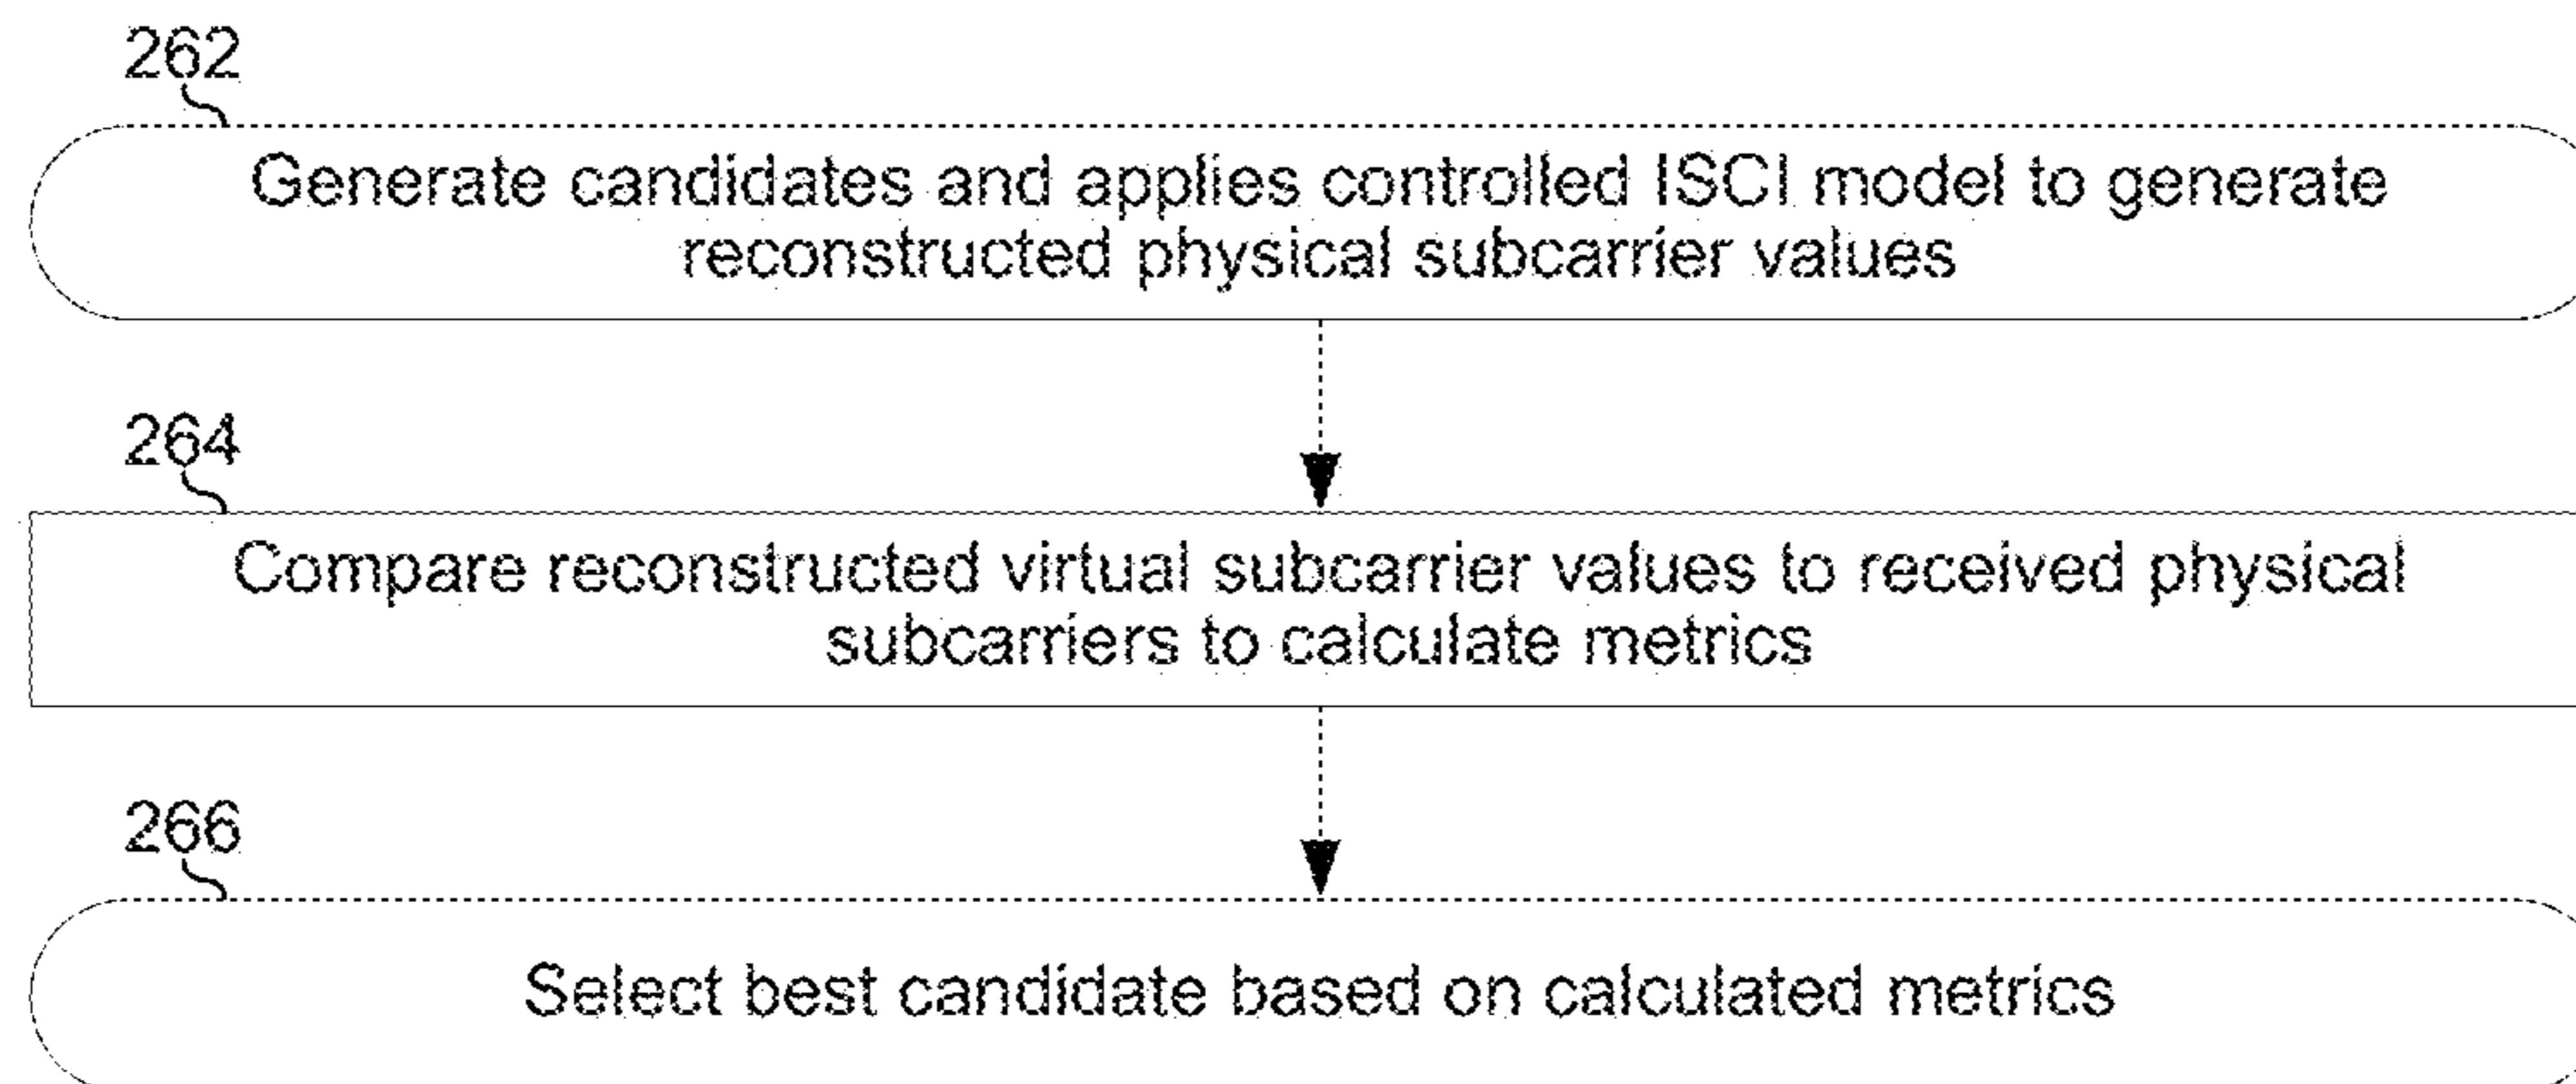 262
Generate candidates and applies controlled ISCI model to generate
reconstructed physical subcarrier values
264
Compare reconstructed virtual subcarrier values to received physical
subcarriers to calculate metrics
266
Select best candidate based on calculated metrics